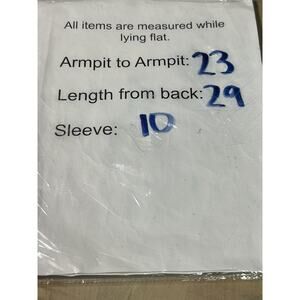 All items are measured while
lying flat.
Armpit to Armpit: 23
Length from back: 29
Sleeve: 10